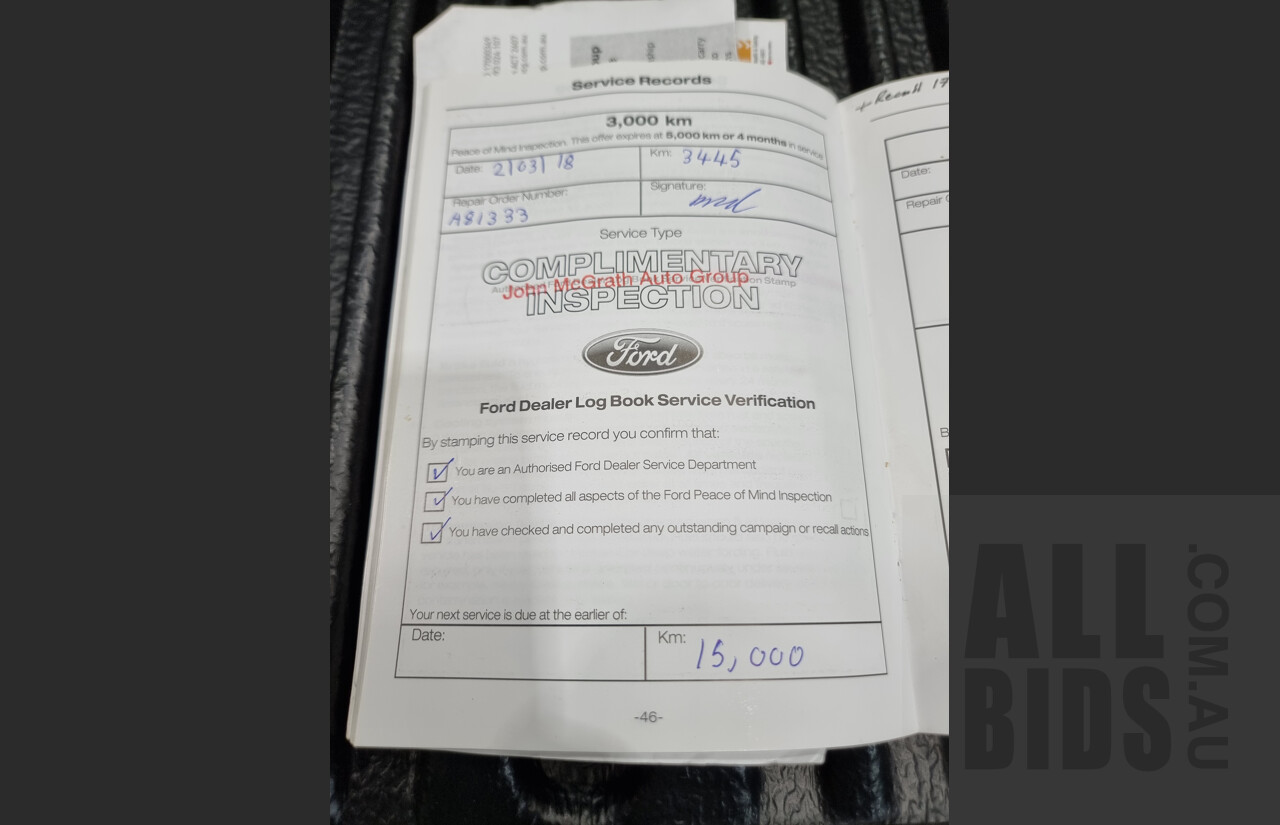 Service Records
3,000 km
Peace of Mind Inspection. This offer expires at 5,000 km or 4 months in service
Date: 21031 18
Km: 3445
Repair Order Number:
A81333
Signature:
Service Type
COMPLIMENTARY
John McGrath Auto Group
on Stamp
INSPECTION
Ford
Ford Dealer Log Book Service Verification
By stamping this service record you confirm that:
You are an Authorised Ford Dealer Service Department
You have completed all aspects of the Ford Peace of Mind Inspection
You have checked and completed any outstanding campaign or recall actions
Your next service is due at the earlier of:
Date:
Km: 15,000
-46-
Date:
Repair
B
ALL
BIDS
.COM.AU